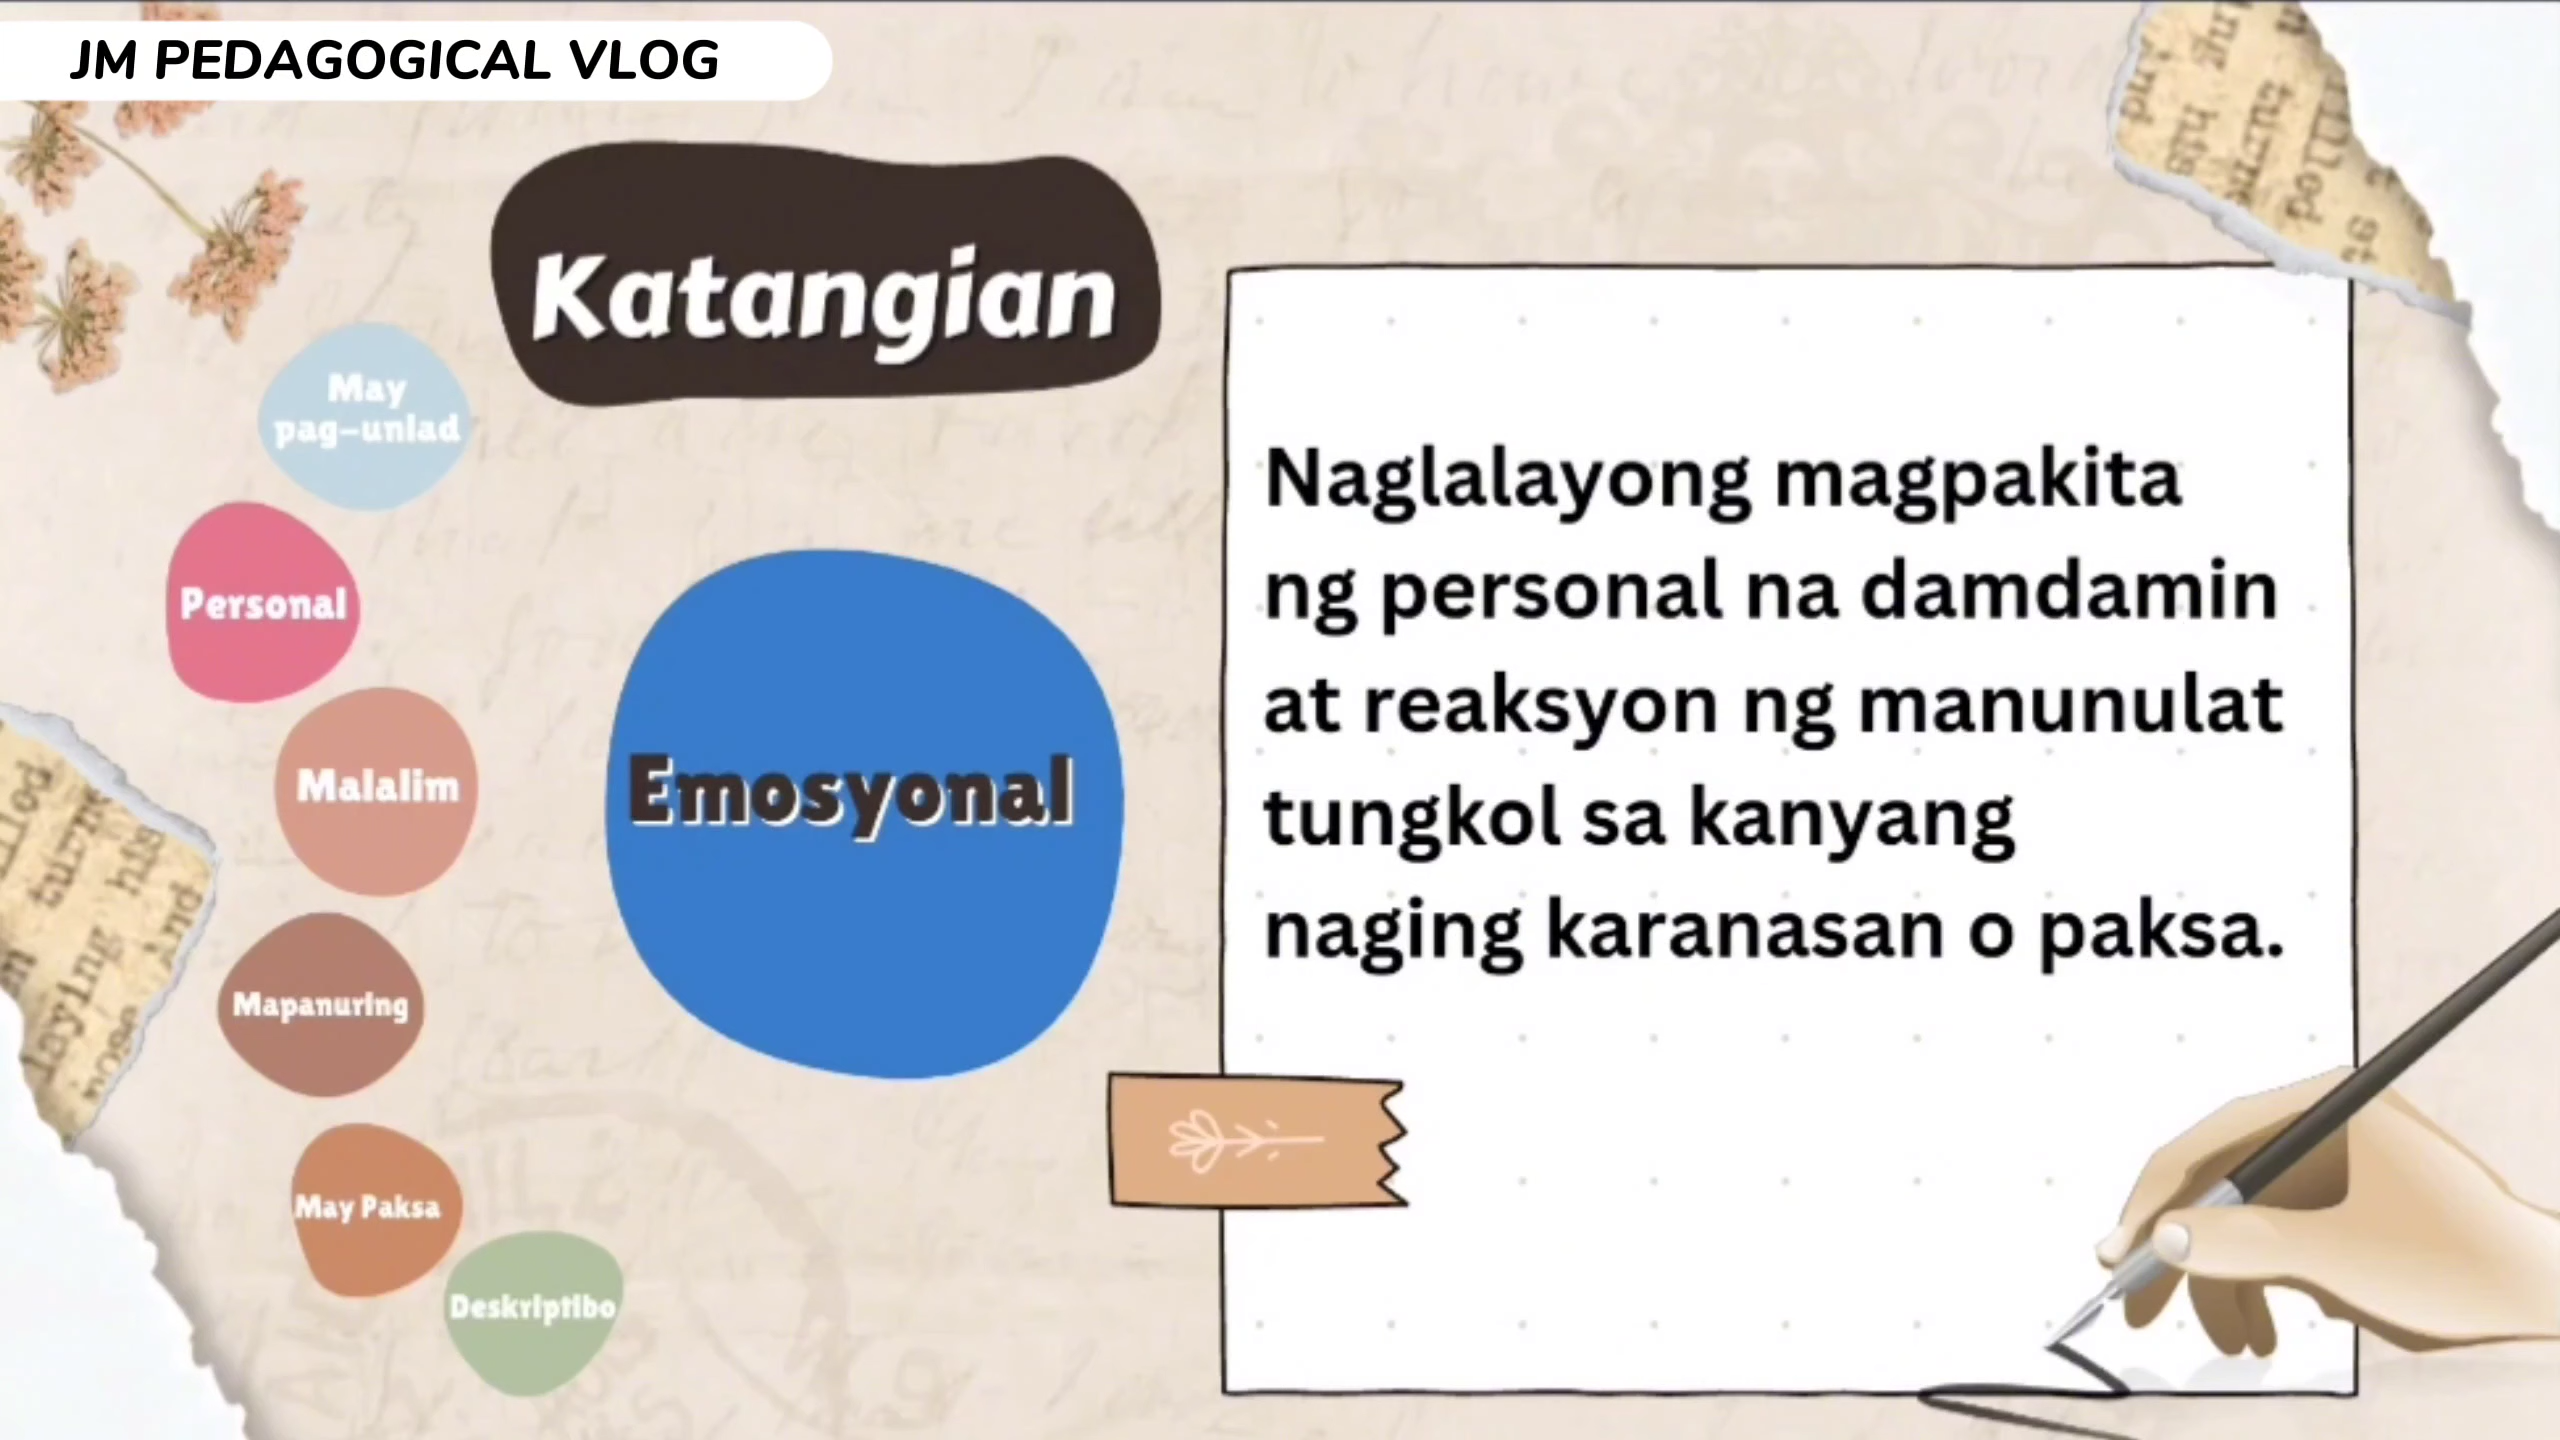 JM PEDAGOGICAL VLOG
Katangian
May
pag-unlad
Personal
Malalim
Mapanuring
May Paksa
Deskriptibo
Emosyonal
Naglalayong magpakita
ng personal na damdamin
at reaksyon ng manunulat
tungkol sa kanyang
naging karanasan o paksa.